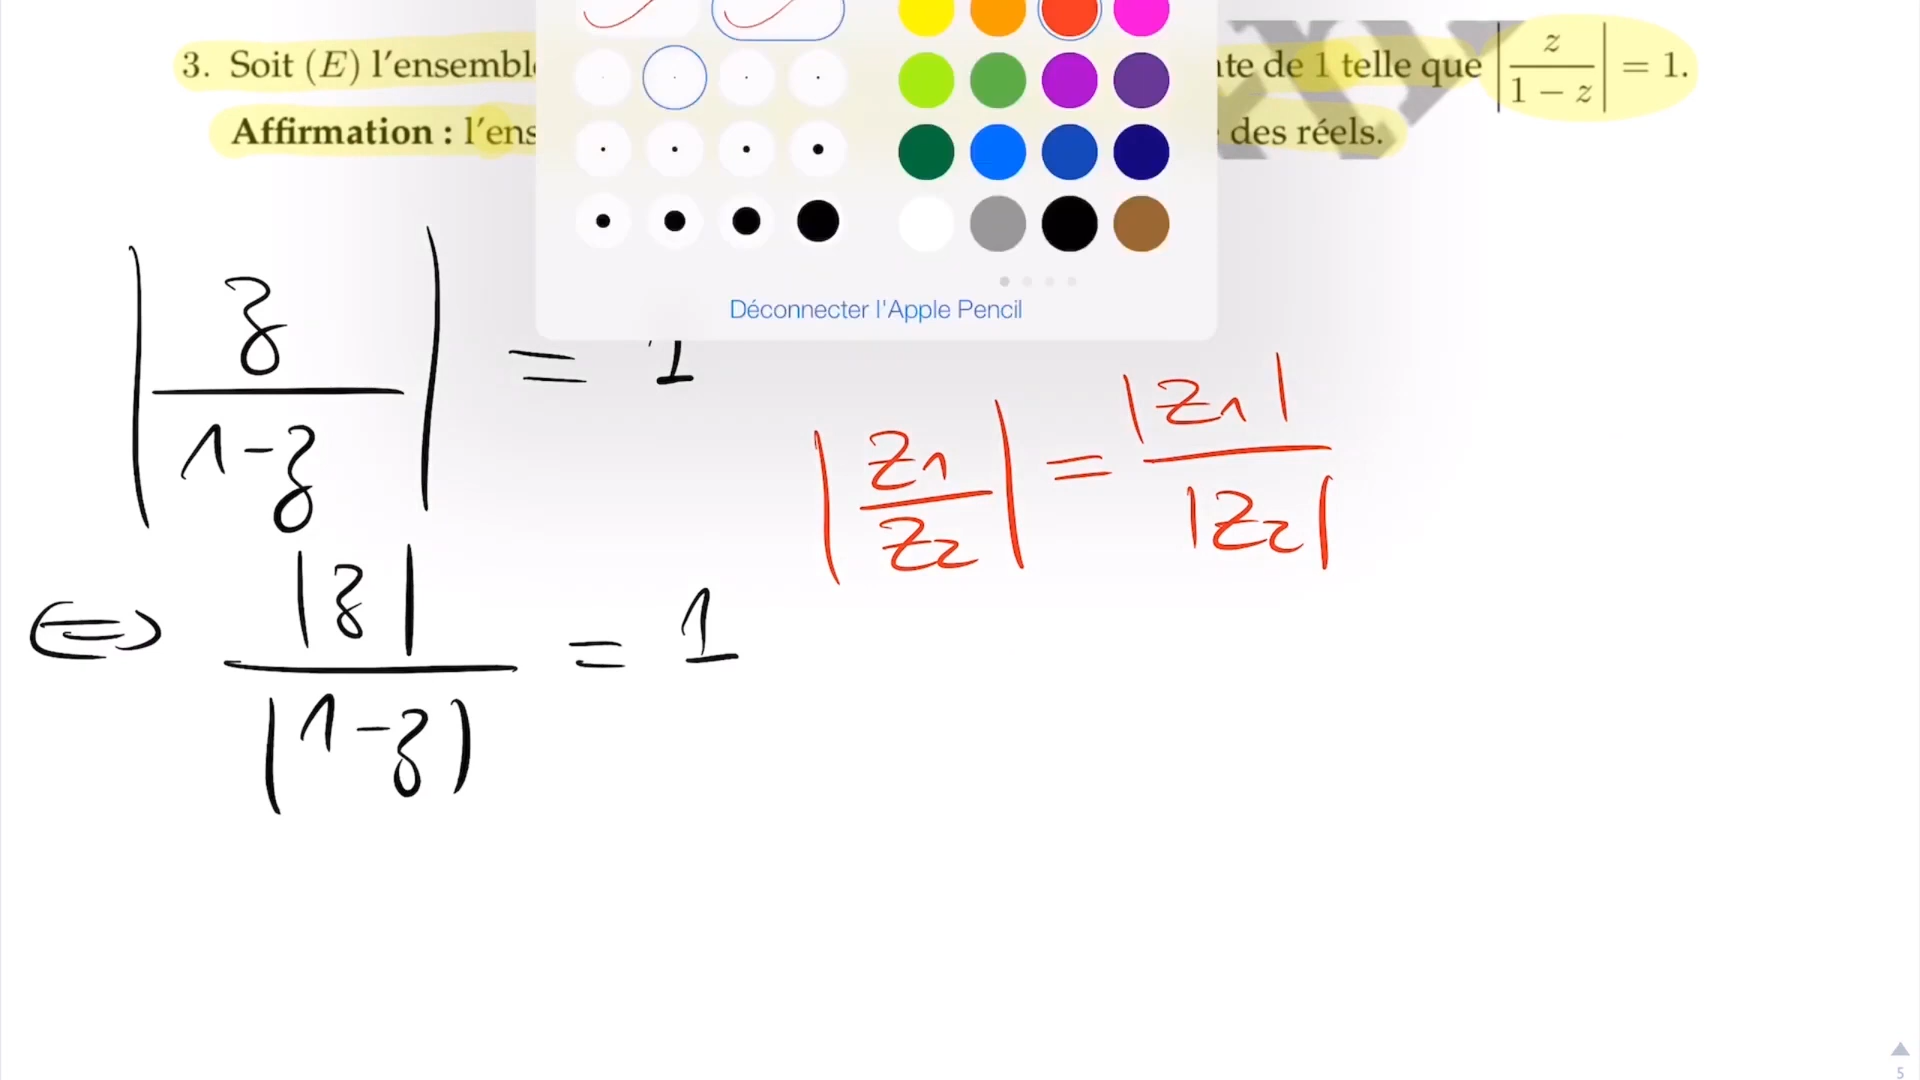 3. Soit (E) l'ensembl te de 1 telle que |z/(1 − z)| = 1.
Affirmation : l'ens des réels.
Déconnecter l'Apple Pencil
|z/(1-z)| = 1
|z1/z2| = |z1|/|z2|
⇔ |z|/|1-z| = 1
5